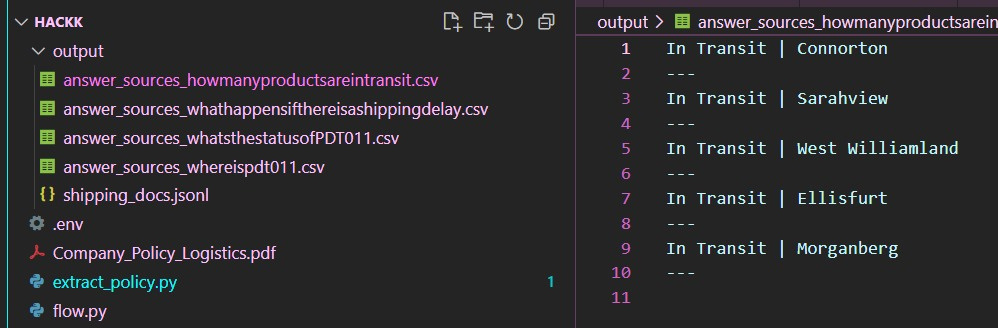 HACKK
output
answer_sources_howmanyproductsareintransit.csv
answer_sources_whathappensifthereisashippingdelay.csv
answer_sources_whatsthestatusofPDT011.csv
answer_sources_whereispdt011.csv
{} shipping_docs.jsonl
.env
Company_Policy_Logistics.pdf
extract_policy.py 1
flow.py
output > answer_sources_howmanyproductsarein
1 In Transit | Connorton
2 ---
3 In Transit | Sarahview
4 ---
5 In Transit | West Williamland
6 ---
7 In Transit | Ellisfurt
8 ---
9 In Transit | Morganberg
10 ---
11